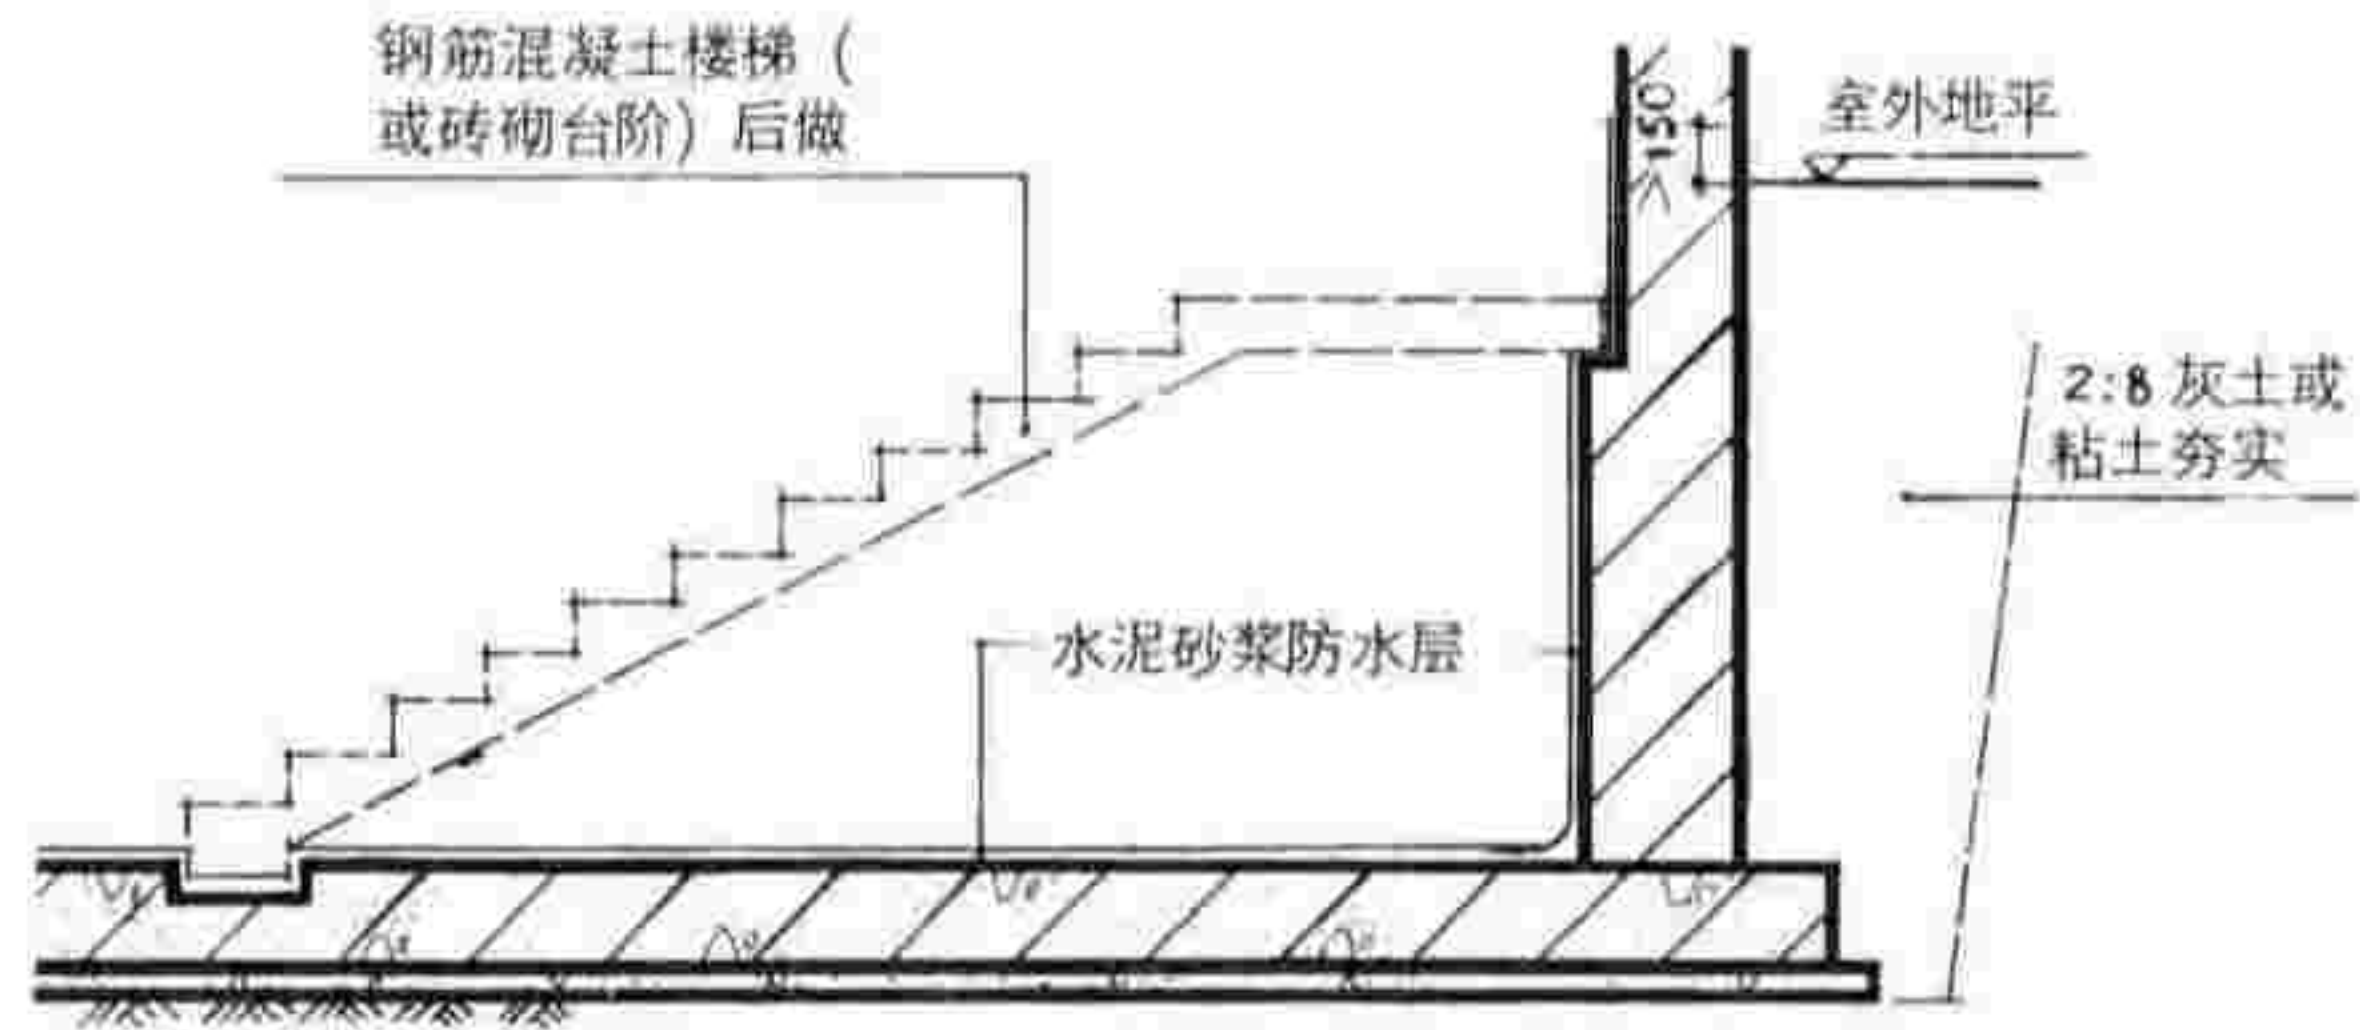 钢筋混凝土楼梯（
或砖砌台阶）后做
≥150
室外地平
2:8 灰土或
粘土夯实
水泥砂浆防水层